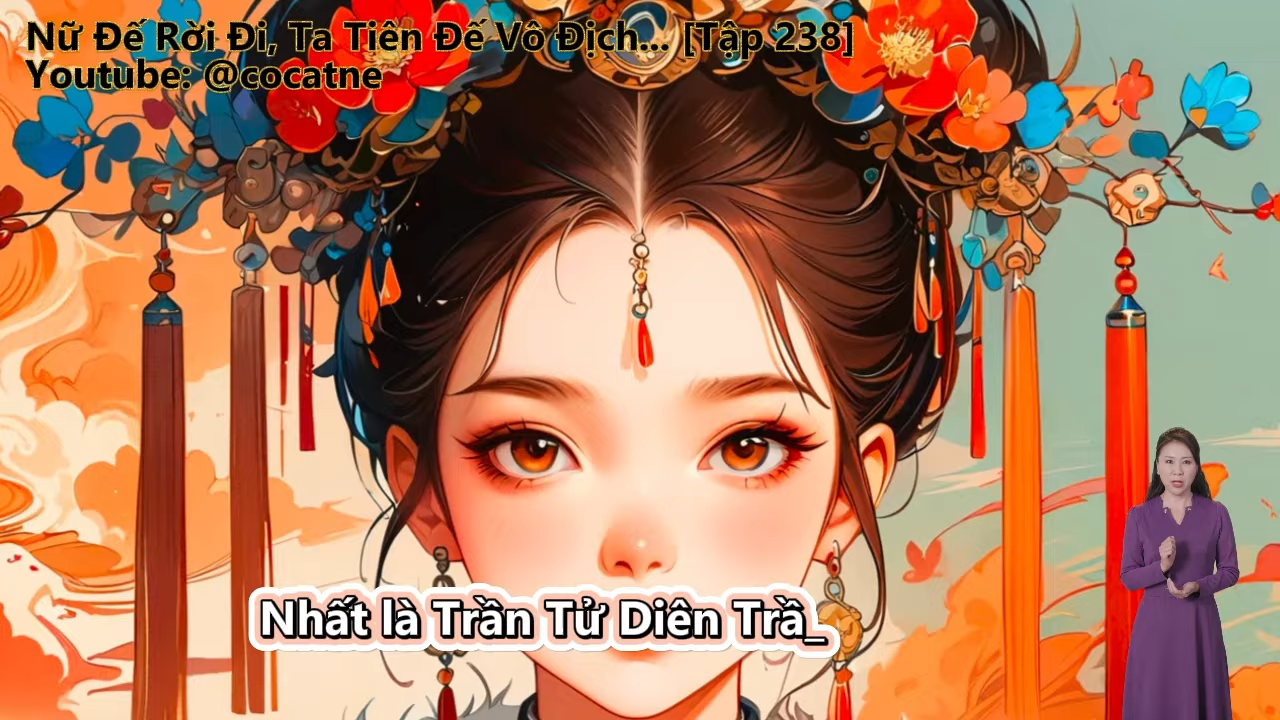 Nữ Đế Rời Đi, Ta Tiên Đế Vô Địch... [Tập 238]
Youtube: @cocatne
Nhất là Trần Tử Diên Trầ_